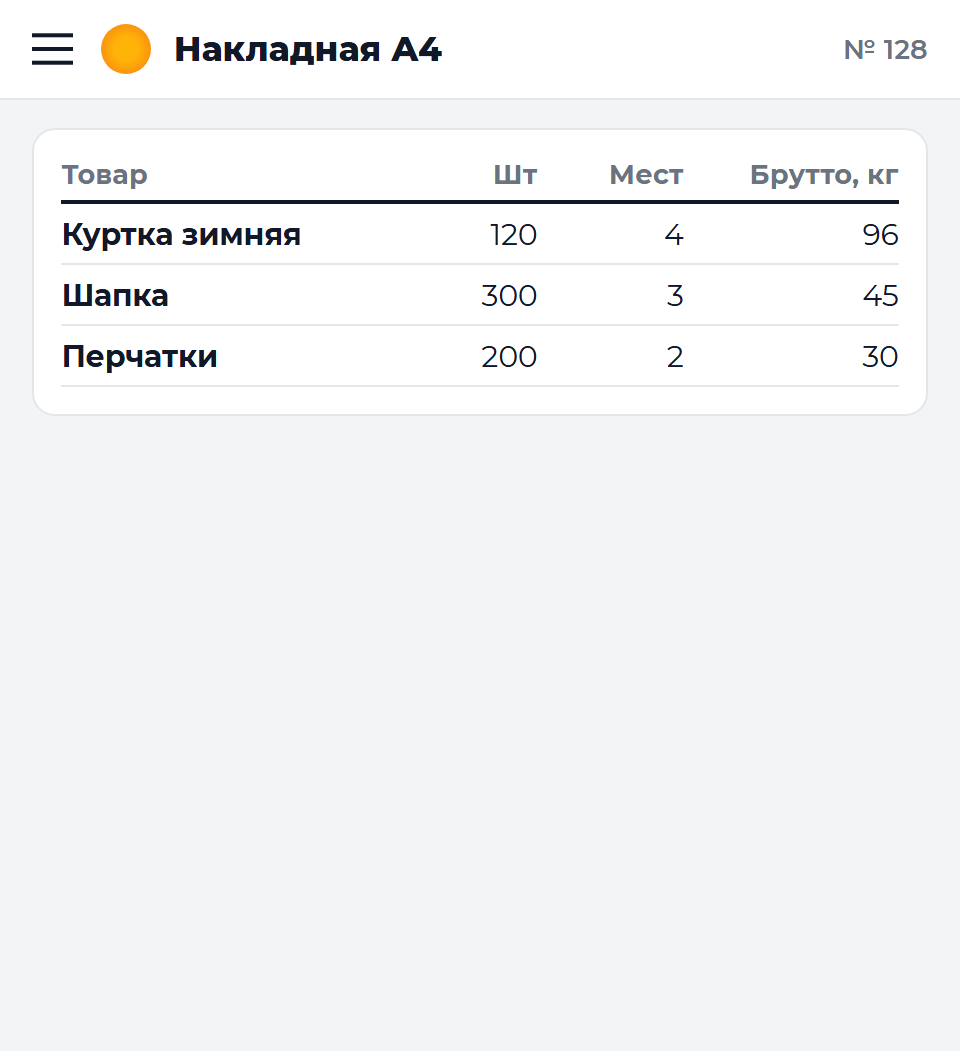 Накладная А4
№ 128
Товар Шт Мест Брутто, кг
Куртка зимняя 120 4 96
Шапка 300 3 45
Перчатки 200 2 30